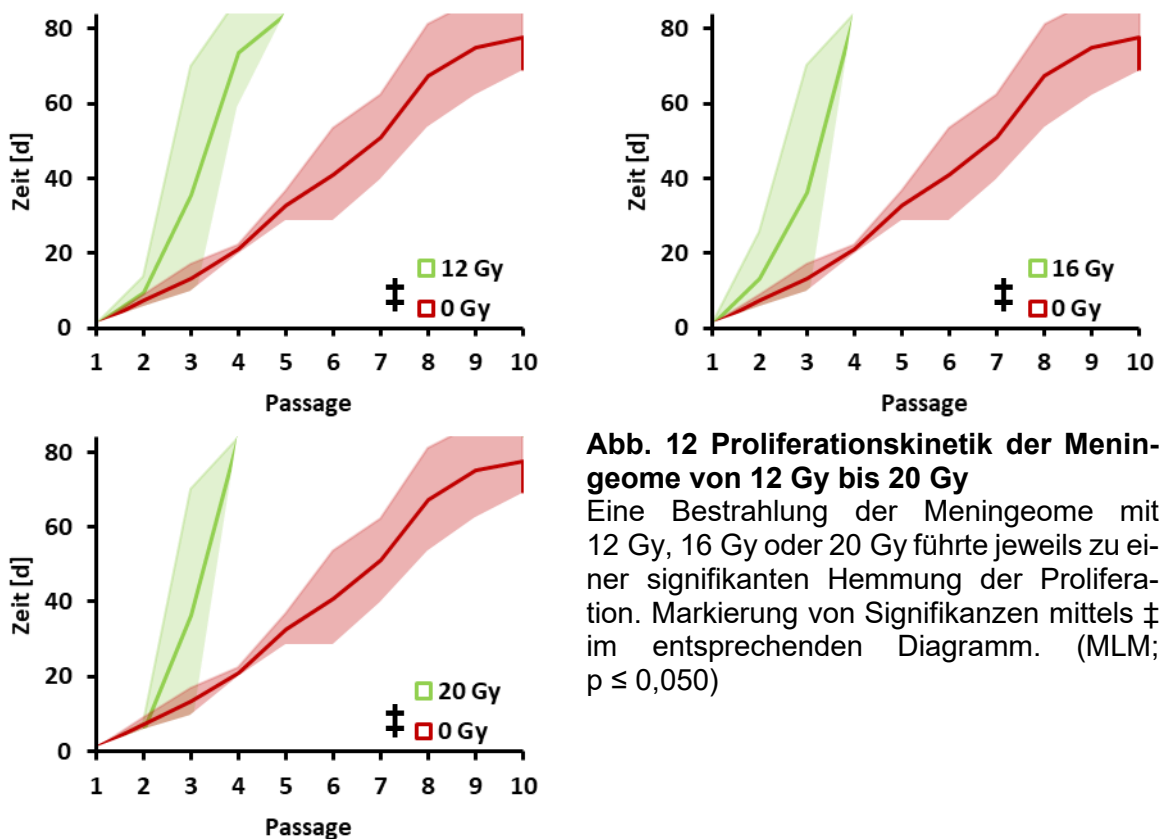 80
60
40
20
0
Zeit [d]
12 Gy
‡
0 Gy
1 2 3 4 5 6 7 8 9 10
Passage
80
60
40
20
0
Zeit [d]
16 Gy
‡
0 Gy
1 2 3 4 5 6 7 8 9 10
Passage
80
60
40
20
0
Zeit [d]
20 Gy
‡
0 Gy
1 2 3 4 5 6 7 8 9 10
Passage
Abb. 12 Proliferationskinetik der Menin-
geome von 12 Gy bis 20 Gy
Eine Bestrahlung der Meningeome mit
12 Gy, 16 Gy oder 20 Gy führte jeweils zu ei-
ner signifikanten Hemmung der Prolifera-
tion. Markierung von Signifikanzen mittels ‡
im entsprechenden Diagramm. (MLM;
p ≤ 0,050)